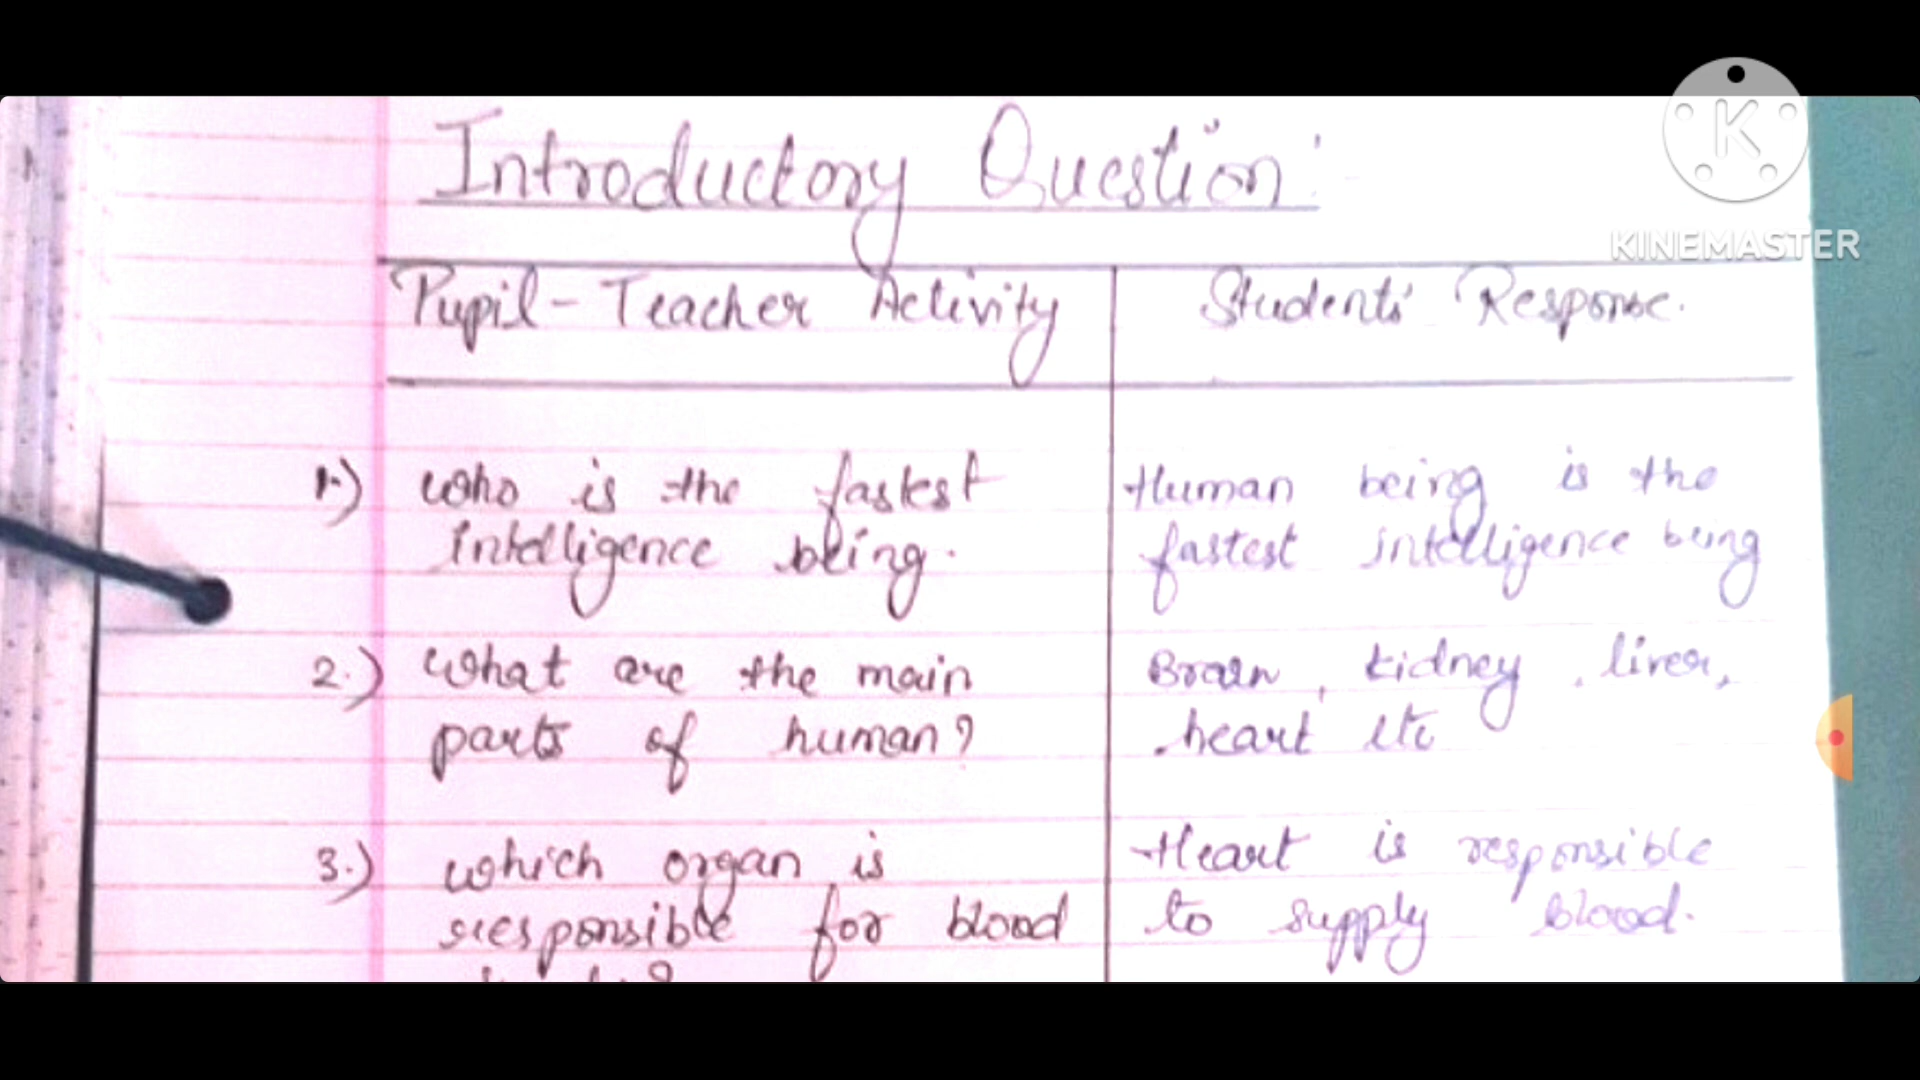 Introductory Question:
K
KINEMASTER
Pupil-Teacher Activity
Students' Response.
1.) who is the fastest
intelligence being.
Human being is the
fastest intelligence being
2.) What are the main
parts of human?
Brain, kidney, liver,
heart etc
3.) which organ is
responsible for blood
Heart is responsible
to supply blood.